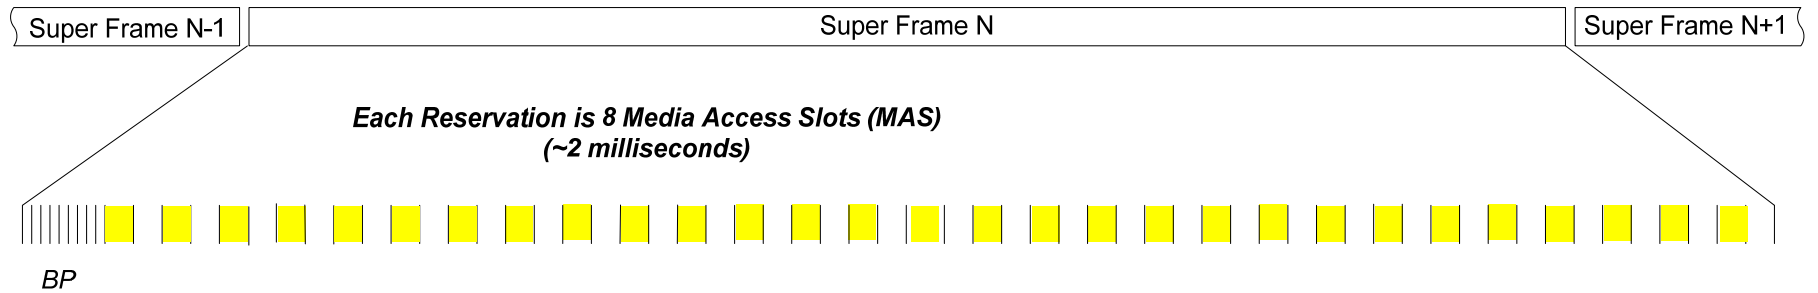 Super Frame N-1
Super Frame N
Super Frame N+1
Each Reservation is 8 Media Access Slots (MAS)
(~2 milliseconds)
BP